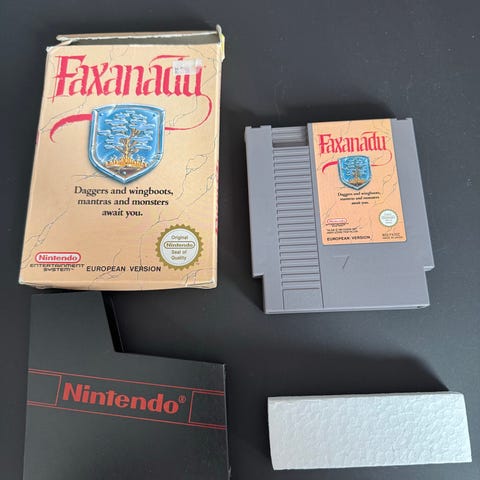 Faxanadu
Daggers and wingboots,
mantras and monsters
await you.
Nintendo
ENTERTAINMENT
SYSTEM
EUROPEAN VERSION
Original
Nintendo
Seal of
Quality
Faxanadu
Daggers and wingboots,
mantras and monsters
await you.
Nintendo
EUROPEAN VERSION
Nintendo®